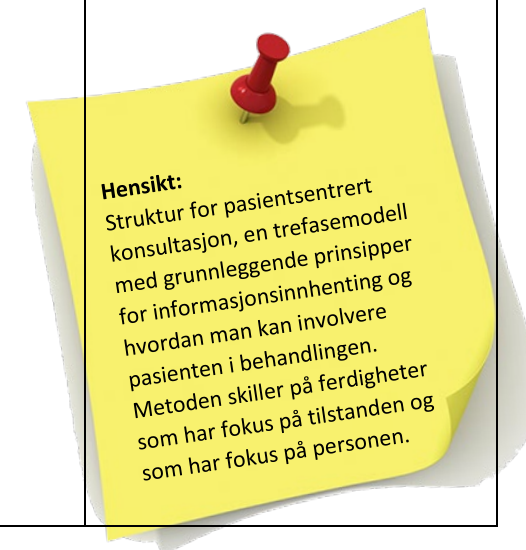 Hensikt:
Struktur for pasientsentrert
konsultasjon, en trefasemodell
med grunnleggende prinsipper
for informasjonsinnhenting og
hvordan man kan involvere
pasienten i behandlingen.
Metoden skiller på ferdigheter
som har fokus på tilstanden og
som har fokus på personen.